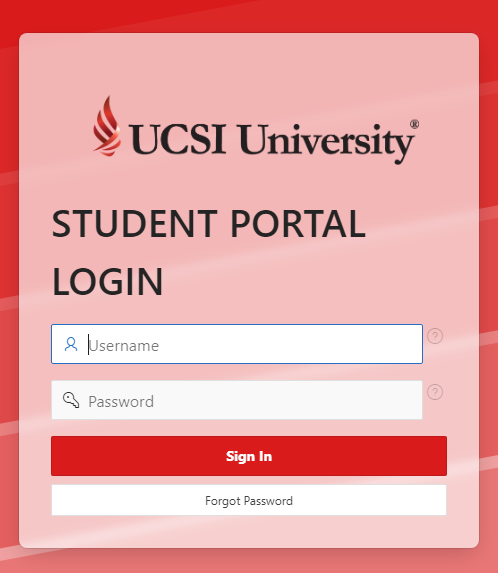 UCSI University®
STUDENT PORTAL
LOGIN
Username
?
Password
?
Sign In
Forgot Password